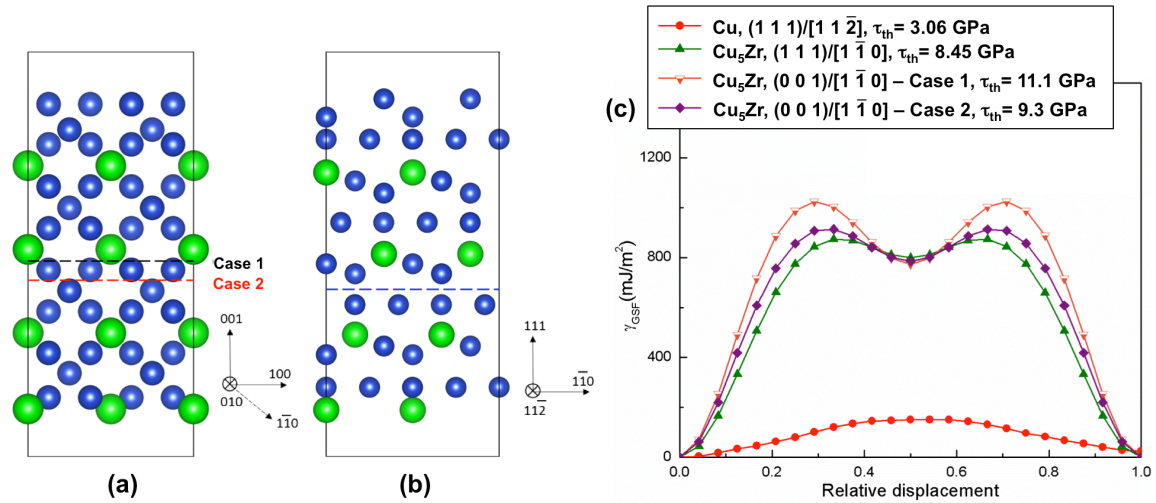 Case 1
Case 2
001
100
010
1̅1̅0
(a)
111
11̅0
112̅
(b)
(c)
Cu, (1 1 1)/[1 1 2̅], τth= 3.06 GPa
Cu5Zr, (1 1 1)/[1 1̅ 0], τth= 8.45 GPa
Cu5Zr, (0 0 1)/[1 1̅ 0] – Case 1, τth= 11.1 GPa
Cu5Zr, (0 0 1)/[1 1̅ 0] – Case 2, τth= 9.3 GPa
γGSF(mJ/m²)
1200
800
400
0
0.0 0.2 0.4 0.6 0.8 1.0
Relative displacement